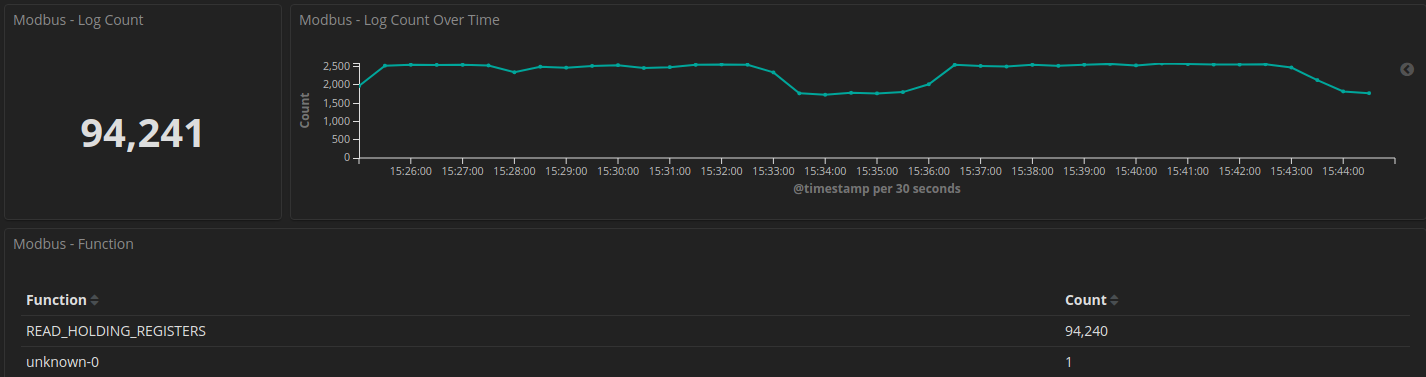 Modbus - Log Count
94,241
Modbus - Log Count Over Time
Count
2,500
2,000
1,500
1,000
500
0
15:26:00 15:27:00 15:28:00 15:29:00 15:30:00 15:31:00 15:32:00 15:33:00 15:34:00 15:35:00 15:36:00 15:37:00 15:38:00 15:39:00 15:40:00 15:41:00 15:42:00 15:43:00 15:44:00
@timestamp per 30 seconds
Modbus - Function
Function Count
READ_HOLDING_REGISTERS 94,240
unknown-0 1